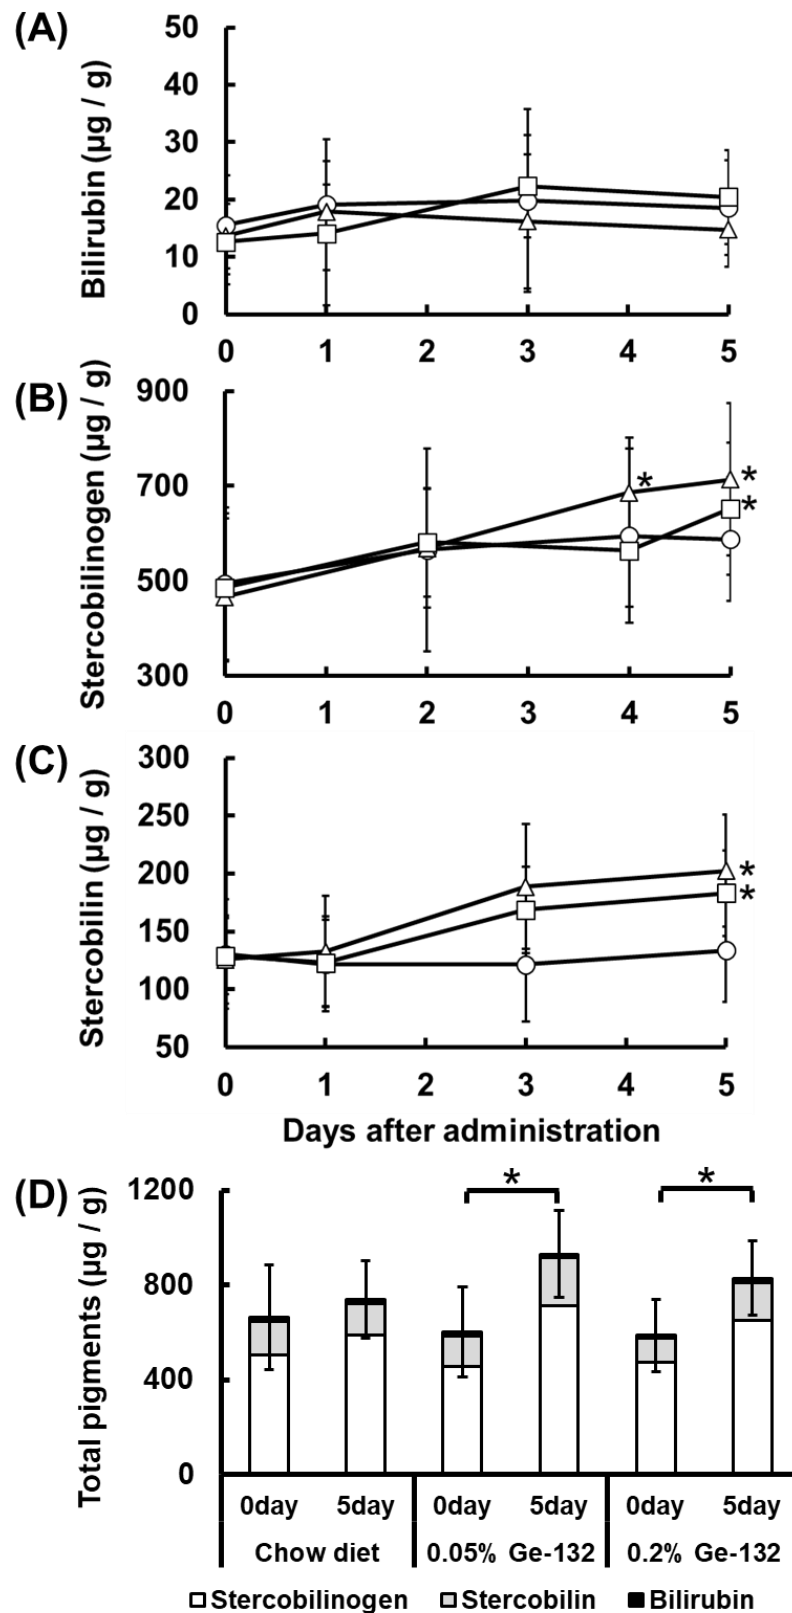 (A)
Bilirubin (µg / g)
50
40
30
20
10
0
0 1 2 3 4 5
(B)
Stercobilinogen (µg / g)
900
700
500
300
* *
*
0 1 2 3 4 5
(C)
Stercobilin (µg / g)
300
250
200
150
100
50
*
*
0 1 2 3 4 5
Days after administration
(D)
Total pigments (µg / g)
1200
800
400
0
* *
0day 5day 0day 5day 0day 5day
Chow diet 0.05% Ge-132 0.2% Ge-132
Stercobilinogen Stercobilin Bilirubin